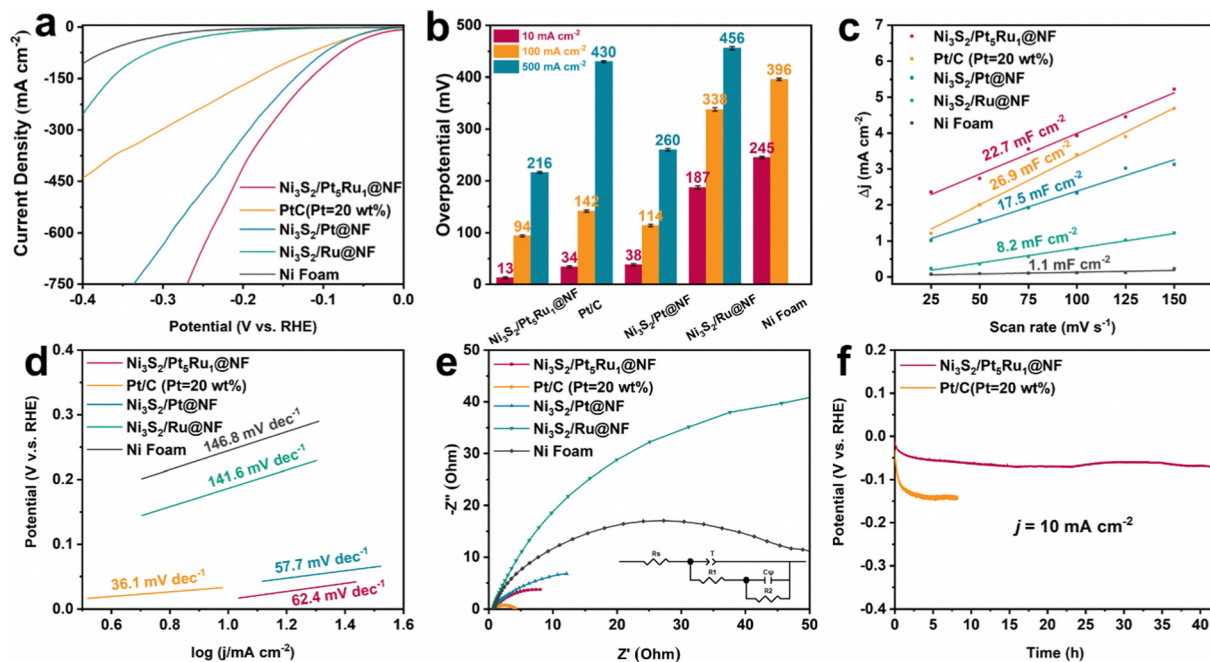 a
0
-150
-300
-450
-600
-750
Current Density (mA cm⁻²)
Ni₃S₂/Pt₅Ru₁@NF
PtC(Pt=20 wt%)
Ni₃S₂/Pt@NF
Ni₃S₂/Ru@NF
Ni Foam
-0.4 -0.3 -0.2 -0.1 0.0
Potential (V vs. RHE)
b
500
400
300
200
100
0
Overpotential (mV)
10 mA cm⁻²
100 mA cm⁻²
500 mA cm⁻²
13 94 216
34 142 430
38 114 260
187 338 456
245 396
Ni₃S₂/Pt₅Ru₁@NF
Pt/C
Ni₃S₂/Pt@NF
Ni₃S₂/Ru@NF
Ni Foam
c
7
6
5
4
3
2
1
0
Δj (mA cm⁻²)
Ni₃S₂/Pt₅Ru₁@NF
Pt/C (Pt=20 wt%)
Ni₃S₂/Pt@NF
Ni₃S₂/Ru@NF
Ni Foam
22.7 mF cm⁻²
26.9 mF cm⁻²
17.5 mF cm⁻²
8.2 mF cm⁻²
1.1 mF cm⁻²
25 50 75 100 125 150
Scan rate (mV s⁻¹)
d
0.4
0.3
0.2
0.1
0.0
Potential (V v.s. RHE)
Ni₃S₂/Pt₅Ru₁@NF
Pt/C (Pt=20 wt%)
Ni₃S₂/Pt@NF
Ni₃S₂/Ru@NF
Ni Foam
146.8 mV dec⁻¹
141.6 mV dec⁻¹
36.1 mV dec⁻¹
57.7 mV dec⁻¹
62.4 mV dec⁻¹
0.6 0.8 1.0 1.2 1.4 1.6
log (j/mA cm⁻²)
e
50
40
30
20
10
0
-Z'' (Ohm)
Ni₃S₂/Pt₅Ru₁@NF
Pt/C (Pt=20 wt%)
Ni₃S₂/Pt@NF
Ni₃S₂/Ru@NF
Ni Foam
Rs
T
R1
Cψ
R2
0 10 20 30 40 50
Z' (Ohm)
f
0.2
0.1
0.0
-0.1
-0.2
-0.3
-0.4
Potential (V v.s. RHE)
Ni₃S₂/Pt₅Ru₁@NF
Pt/C(Pt=20 wt%)
j = 10 mA cm⁻²
0 5 10 15 20 25 30 35 40
Time (h)